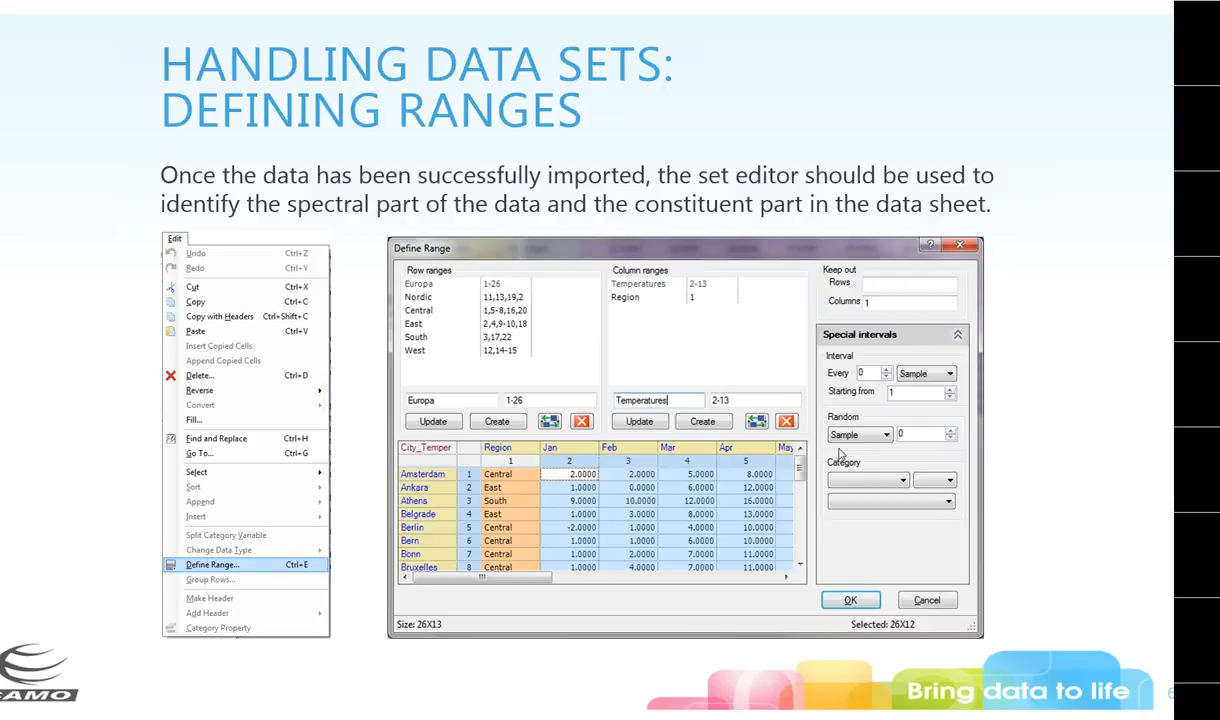 HANDLING DATA SETS:
DEFINING RANGES
Once the data has been successfully imported, the set editor should be used to
identify the spectral part of the data and the constituent part in the data sheet.
Edit
Undo Ctrl+Z
Redo Ctrl+Y
Cut Ctrl+X
Copy Ctrl+C
Copy with Headers Ctrl+Shift+C
Paste Ctrl+V
Insert Copied Cells
Append Copied Cells
Delete... Ctrl+D
Reverse
Convert
Fill...
Find and Replace Ctrl+H
Go To... Ctrl+G
Select
Sort
Append
Insert
Split Category Variable
Change Data Type
Define Range... Ctrl+E
Group Rows...
Make Header
Add Header
Category Property
Define Range
Row ranges
Europa 1-26
Nordic 11,13,19,2
Central 1,5-8,16,20
East 2,4,9-10,18
South 3,17,22
West 12,14-15
Europa 1-26
Update Create
Column ranges
Temperatures 2-13
Region 1
Temperatures 2-13
Update Create
Keep out
Rows
Columns 1
Special intervals
Interval
Every 0 Sample
Starting from 1
Random
Sample 0
Category
City_Temper Region Jan Feb Mar Apr May
1 2 3 4 5
Amsterdam 1 Central 2.0000 2.0000 5.0000 8.0000
Ankara 2 East 1.0000 0.0000 6.0000 12.0000
Athens 3 South 9.0000 10.0000 12.0000 16.0000
Belgrade 4 East 1.0000 3.0000 8.0000 13.0000
Berlin 5 Central -2.0000 1.0000 4.0000 10.0000
Bern 6 Central 1.0000 1.0000 6.0000 10.0000
Bonn 7 Central 1.0000 2.0000 7.0000 11.0000
Bruxelles 8 Central 1.0000 4.0000 7.0000 11.0000
OK Cancel
Size: 26X13 Selected: 26X12
Bring data to life